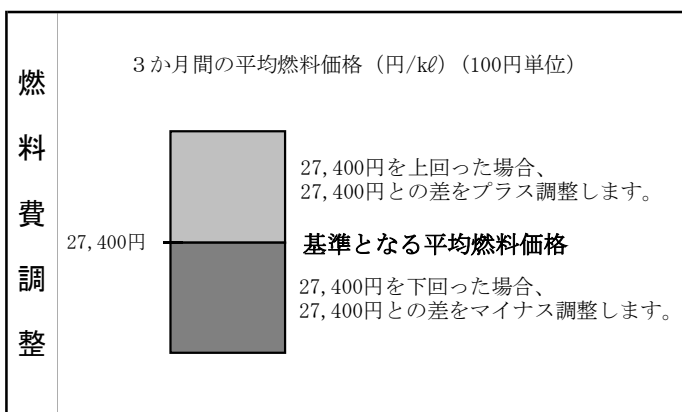 燃料費調整
3か月間の平均燃料価格（円/kℓ）（100円単位）
27,400円を上回った場合、
27,400円との差をプラス調整します。
27,400円
基準となる平均燃料価格
27,400円を下回った場合、
27,400円との差をマイナス調整します。